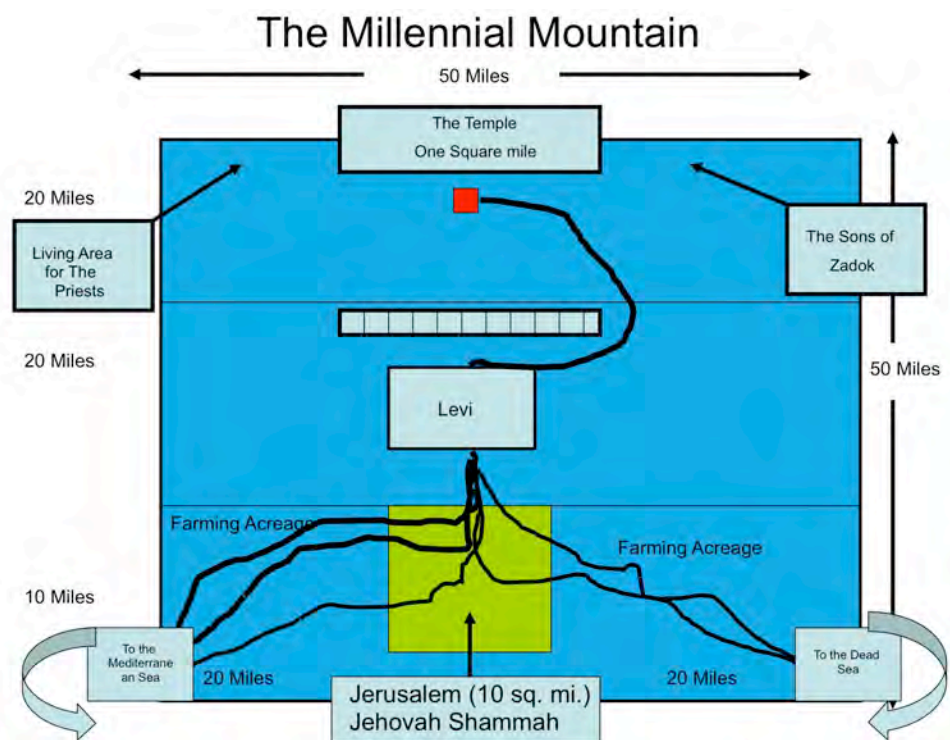 The Millennial Mountain
50 Miles
The Temple
One Square mile
20 Miles
Living Area
for The
Priests
The Sons of
Zadok
20 Miles
50 Miles
Levi
Farming Acreage
Farming Acreage
10 Miles
To the
Mediterrane
an Sea
20 Miles
20 Miles
To the Dead
Sea
Jerusalem (10 sq. mi.)
Jehovah Shammah